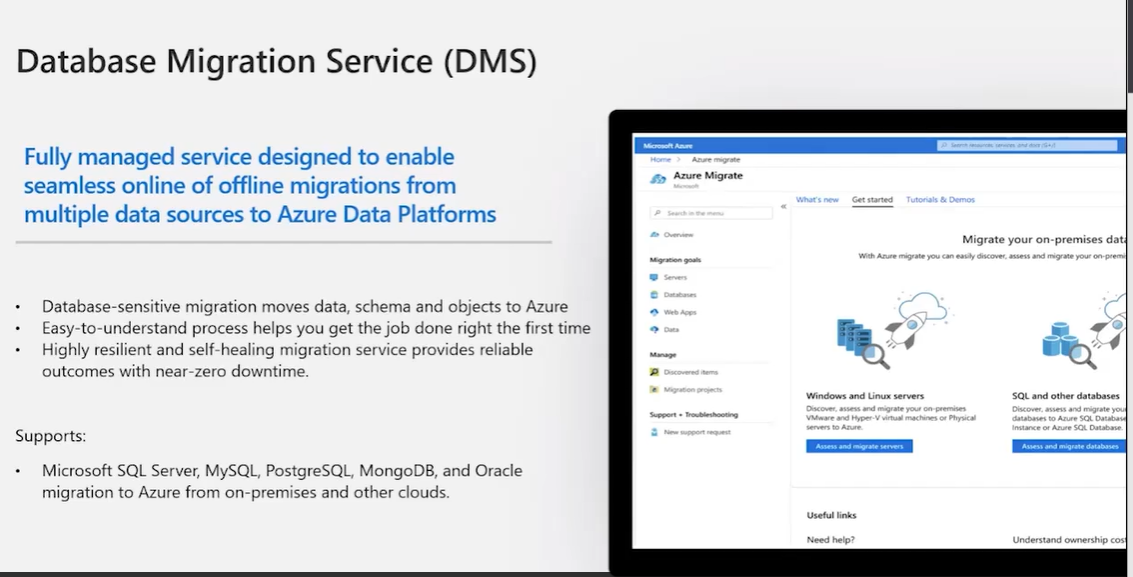 Database Migration Service (DMS)
Fully managed service designed to enable
seamless online of offline migrations from
multiple data sources to Azure Data Platforms
• Database-sensitive migration moves data, schema and objects to Azure
• Easy-to-understand process helps you get the job done right the first time
• Highly resilient and self-healing migration service provides reliable
outcomes with near-zero downtime.
Supports:
• Microsoft SQL Server, MySQL, PostgreSQL, MongoDB, and Oracle
migration to Azure from on-premises and other clouds.
Microsoft Azure
Search resources, services, and docs (G+/)
Home > Azure migrate
Azure Migrate
Microsoft
Search in the menu
«
What's new Get started Tutorials & Demos
Overview
Migration goals
Servers
Databases
Web Apps
Data
Manage
Discovered items
Migration projects
Support + Troubleshooting
New support request
Migrate your on-premises data
With Azure migrate you can easily discover, assess and migrate your on-premi
Windows and Linux servers
Discover, assess and migrate your on-premises
VMware and Hyper-V virtual machines or Physical
servers to Azure.
Assess and migrate servers
SQL and other databases
Discover, assess and migrate your
databases to Azure SQL Database
Instance or Azure SQL Database.
Assess and migrate databases
Useful links
Need help?
Understand ownership cost